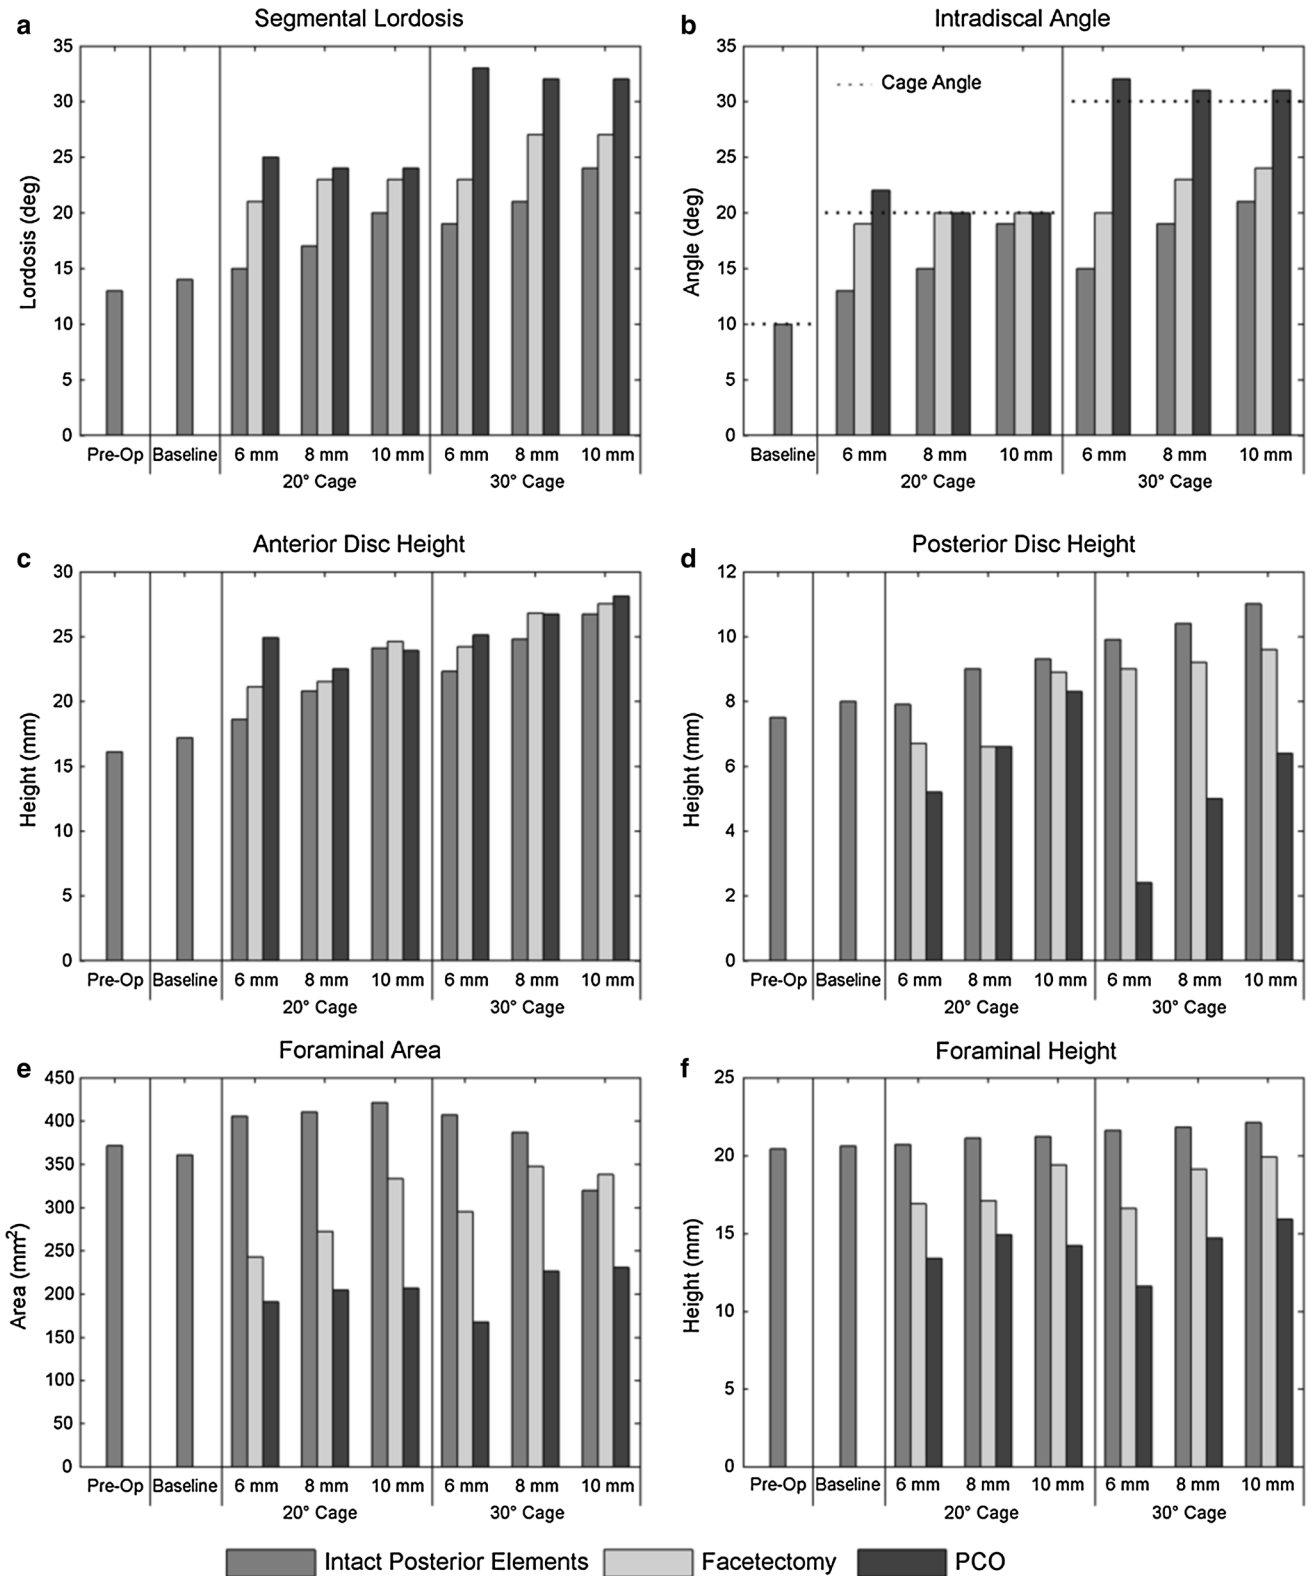 a
Segmental Lordosis
35
30
25
20
15
10
5
0
Lordosis (deg)
Pre-Op Baseline 6 mm 8 mm 10 mm 6 mm 8 mm 10 mm
20° Cage 30° Cage
b
Intradiscal Angle
35
30
25
20
15
10
5
0
Angle (deg)
Cage Angle
Baseline 6 mm 8 mm 10 mm 6 mm 8 mm 10 mm
20° Cage 30° Cage
c
Anterior Disc Height
30
25
20
15
10
5
0
Height (mm)
Pre-Op Baseline 6 mm 8 mm 10 mm 6 mm 8 mm 10 mm
20° Cage 30° Cage
d
Posterior Disc Height
12
10
8
6
4
2
0
Height (mm)
Pre-Op Baseline 6 mm 8 mm 10 mm 6 mm 8 mm 10 mm
20° Cage 30° Cage
e
Foraminal Area
450
400
350
300
250
200
150
100
50
0
Area (mm²)
Pre-Op Baseline 6 mm 8 mm 10 mm 6 mm 8 mm 10 mm
20° Cage 30° Cage
f
Foraminal Height
25
20
15
10
5
0
Height (mm)
Pre-Op Baseline 6 mm 8 mm 10 mm 6 mm 8 mm 10 mm
20° Cage 30° Cage
Intact Posterior Elements Facetectomy PCO